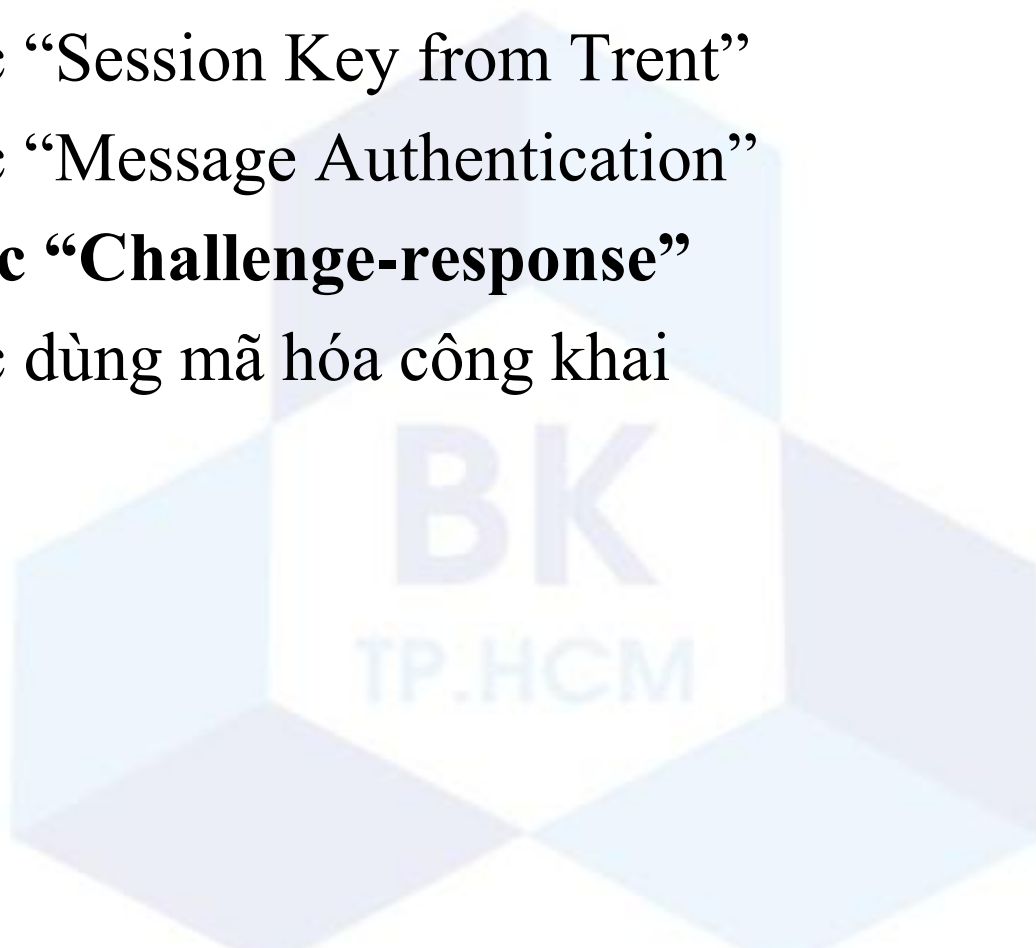 c “Session Key from Trent”
c “Message Authentication”
c “Challenge-response”
c dùng mã hóa công khai
BK
TP.HCM